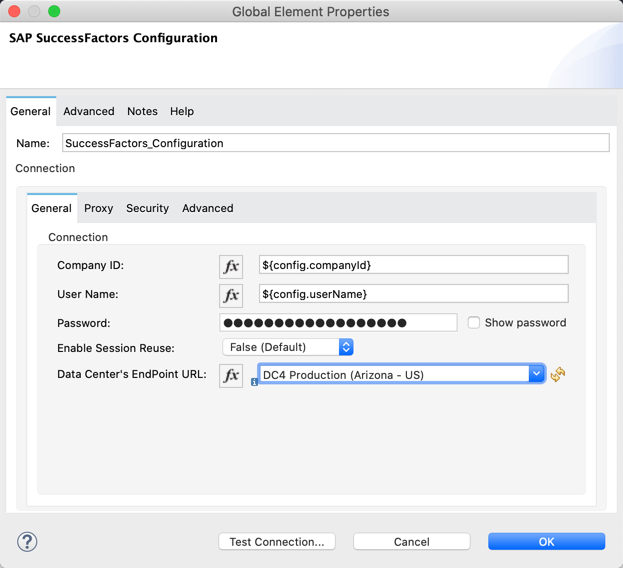 Global Element Properties
SAP SuccessFactors Configuration
General Advanced Notes Help
Name: SuccessFactors_Configuration
Connection
General Proxy Security Advanced
Connection
Company ID: fx ${config.companyId}
User Name: fx ${config.userName}
Password: ●●●●●●●●●●●●●●●●●● Show password
Enable Session Reuse: False (Default)
Data Center's EndPoint URL: fx i DC4 Production (Arizona - US)
? Test Connection... Cancel OK